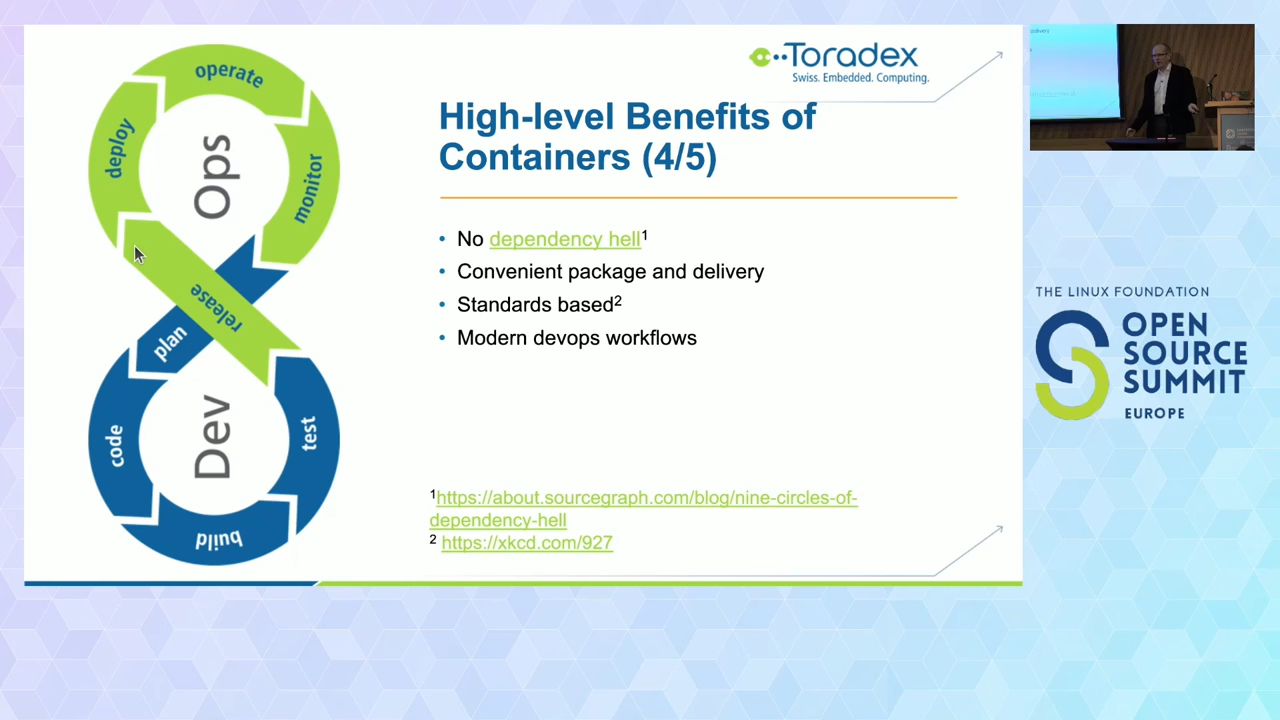 Toradex
Swiss. Embedded. Computing.
High-level Benefits of
Containers (4/5)
• No dependency hell¹
• Convenient package and delivery
• Standards based²
• Modern devops workflows
¹https://about.sourcegraph.com/blog/nine-circles-of-
dependency-hell
² https://xkcd.com/927
operate
deploy
Ops
monitor
release
plan
code
Dev
test
build
THE LINUX FOUNDATION
OPEN
SOURCE
SUMMIT
EUROPE